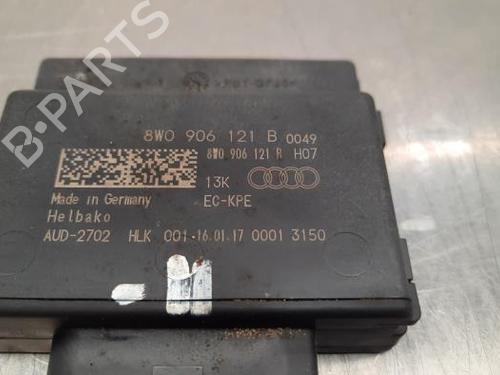 8W0 906 121 B 0049
8W0 906 121 R H07
13K
Made in Germany EC-KPE
Helbako
AUD-2702 HLK 001 16.01.17 0001 3150
B-PARTS